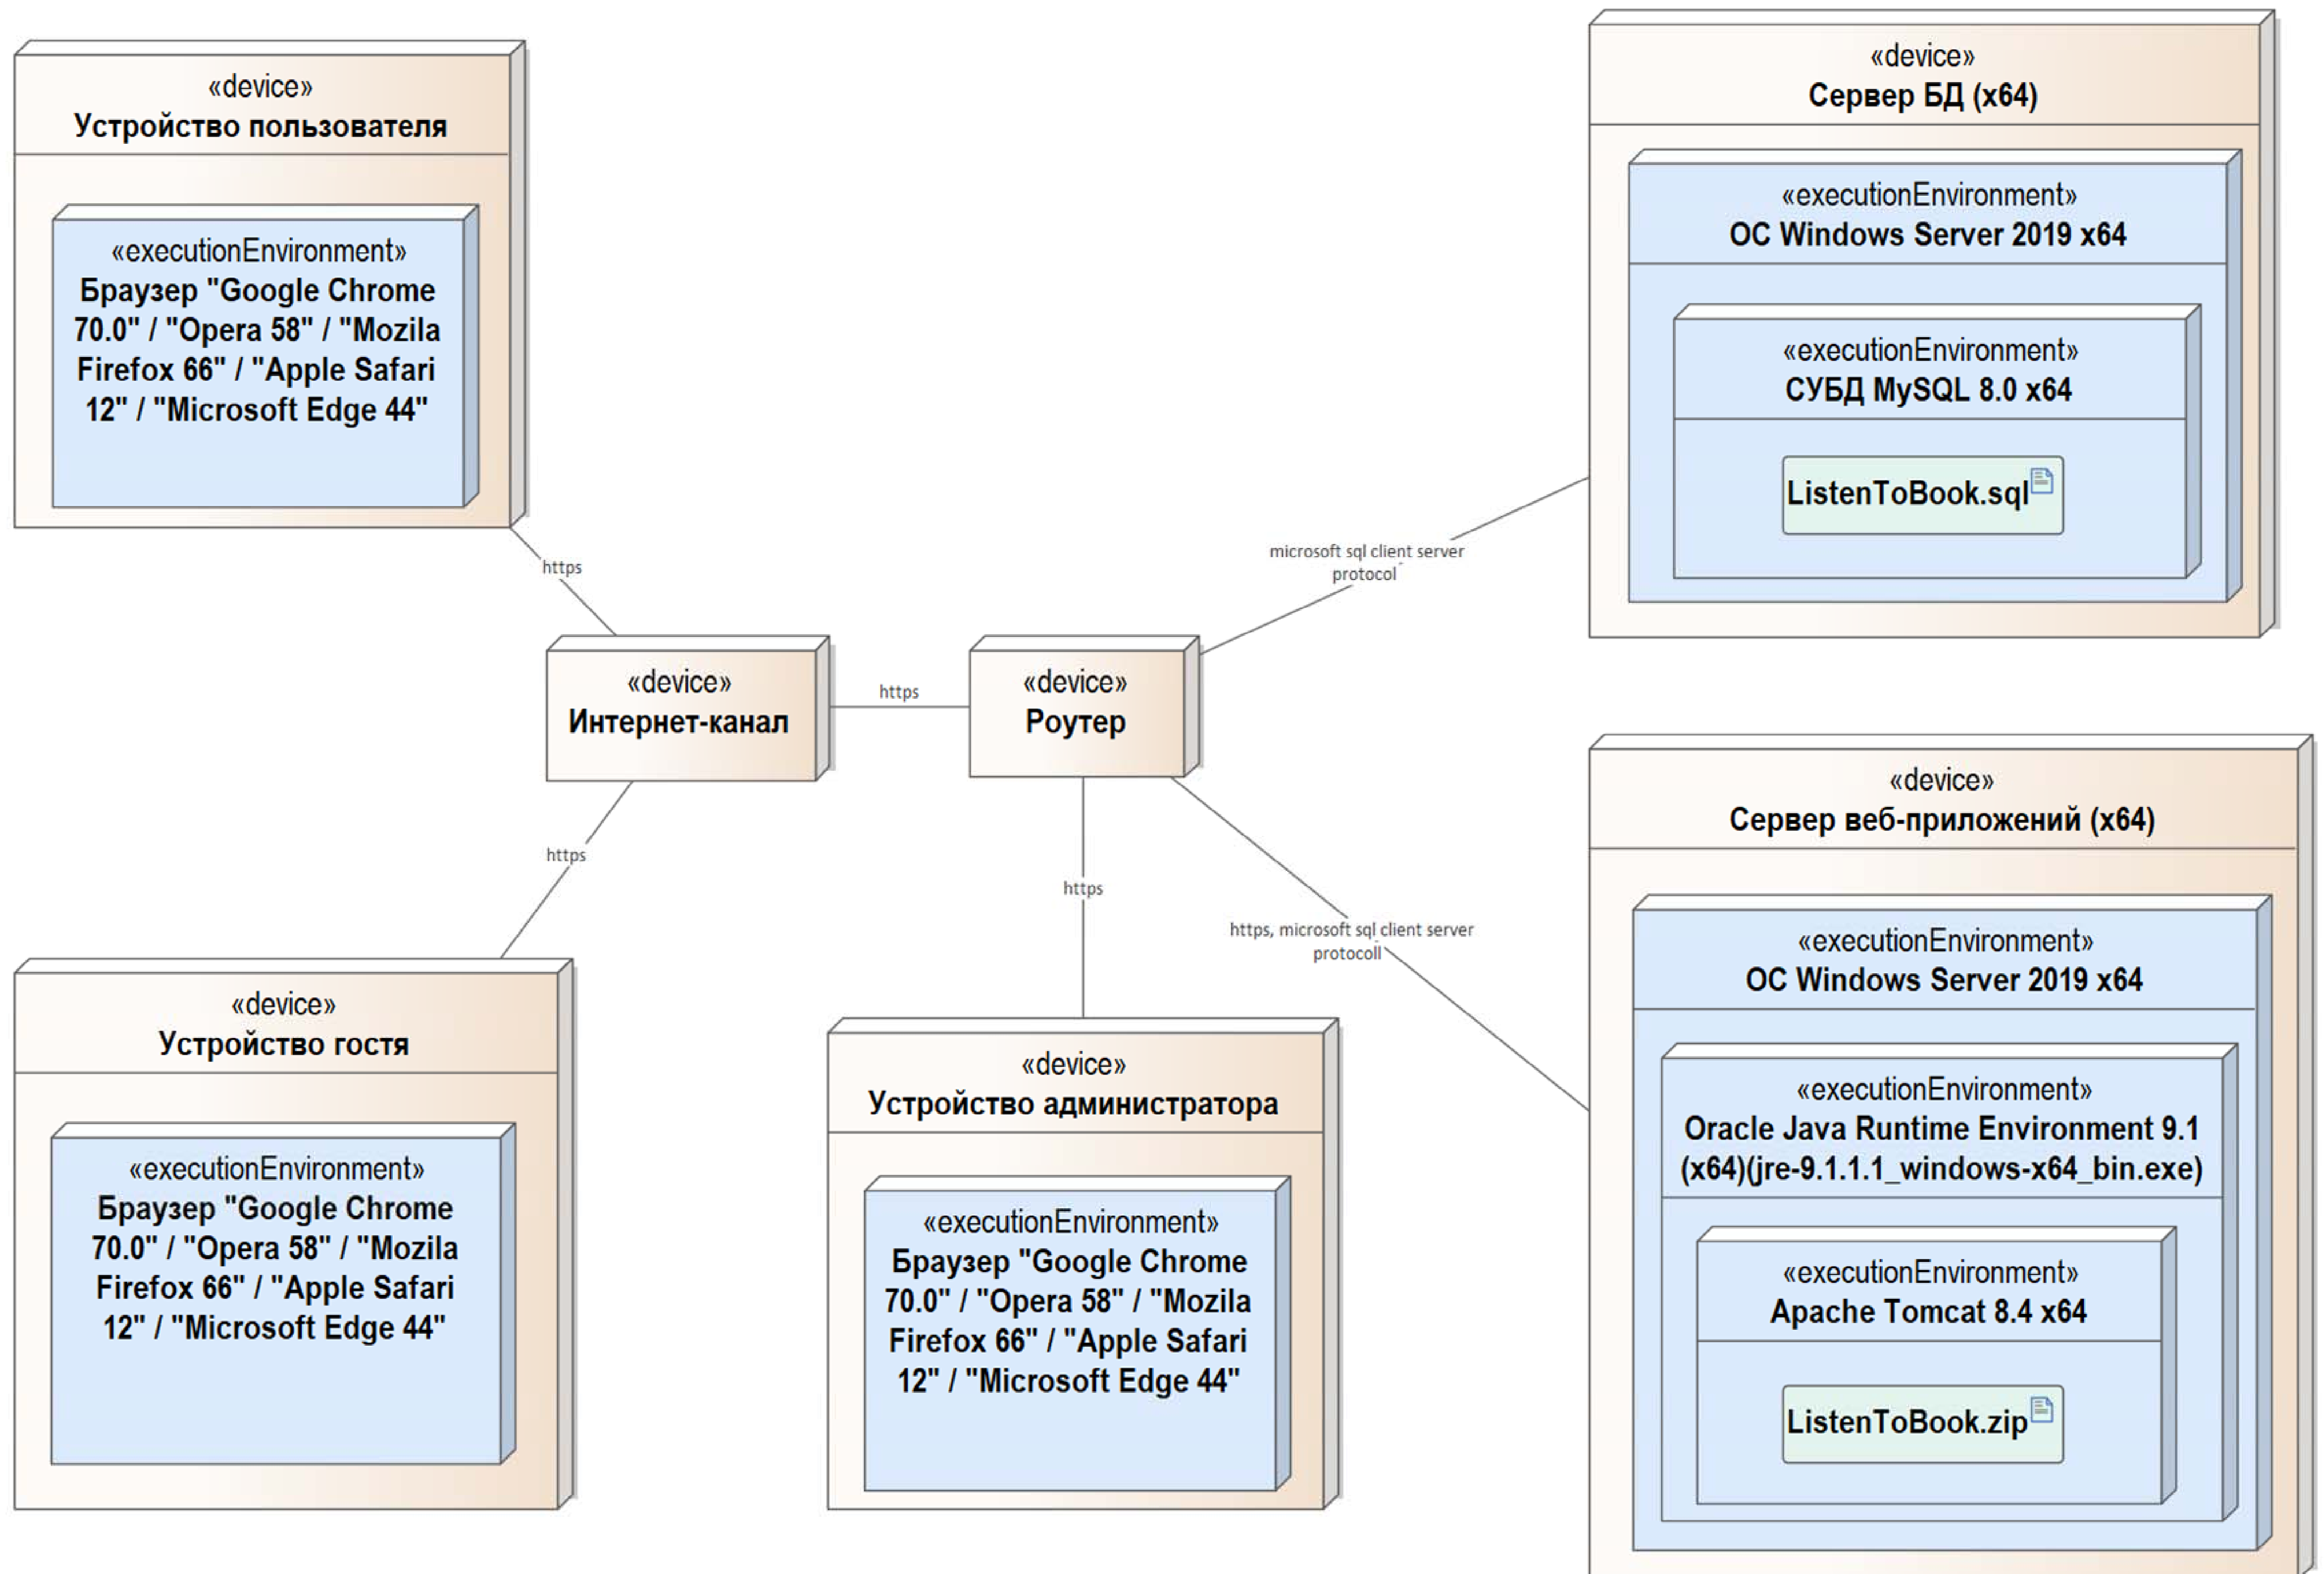 «device»
Устройство пользователя
«executionEnvironment»
Браузер "Google Chrome
70.0" / "Opera 58" / "Mozila
Firefox 66" / "Apple Safari
12" / "Microsoft Edge 44"
«device»
Сервер БД (x64)
«executionEnvironment»
ОС Windows Server 2019 x64
«executionEnvironment»
СУБД MySQL 8.0 x64
ListenToBook.sql
https
microsoft sql client server
protocol
«device»
Интернет-канал
https
«device»
Роутер
https
https
https, microsoft sql client server
protocoll
«device»
Сервер веб-приложений (x64)
«executionEnvironment»
ОС Windows Server 2019 x64
«executionEnvironment»
Oracle Java Runtime Environment 9.1
(x64)(jre-9.1.1.1_windows-x64_bin.exe)
«executionEnvironment»
Apache Tomcat 8.4 x64
ListenToBook.zip
«device»
Устройство гостя
«executionEnvironment»
Браузер "Google Chrome
70.0" / "Opera 58" / "Mozila
Firefox 66" / "Apple Safari
12" / "Microsoft Edge 44"
«device»
Устройство администратора
«executionEnvironment»
Браузер "Google Chrome
70.0" / "Opera 58" / "Mozila
Firefox 66" / "Apple Safari
12" / "Microsoft Edge 44"